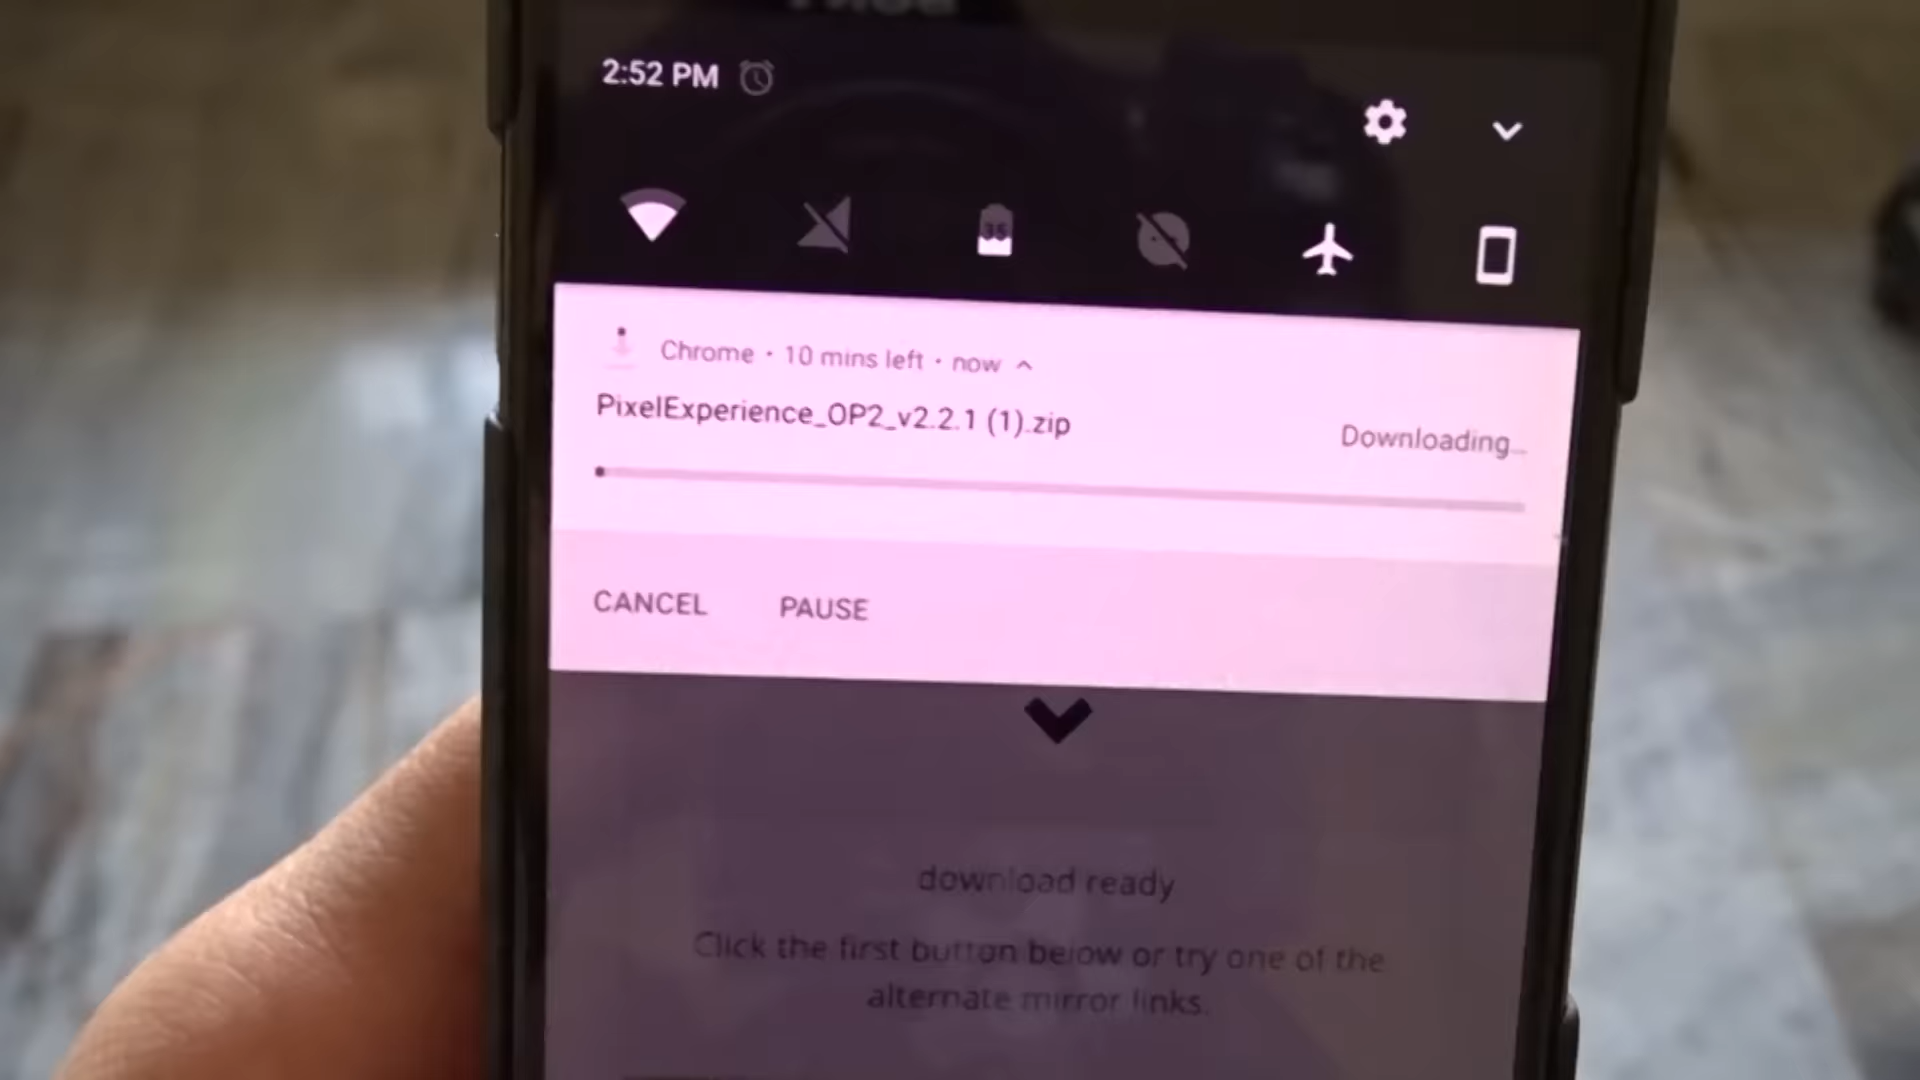 2:52 PM
35
Chrome · 10 mins left · now
PixelExperience_OP2_v2.2.1 (1).zip
Downloading...
CANCEL PAUSE
download ready
Click the first button below or try one of the
alternate mirror links.